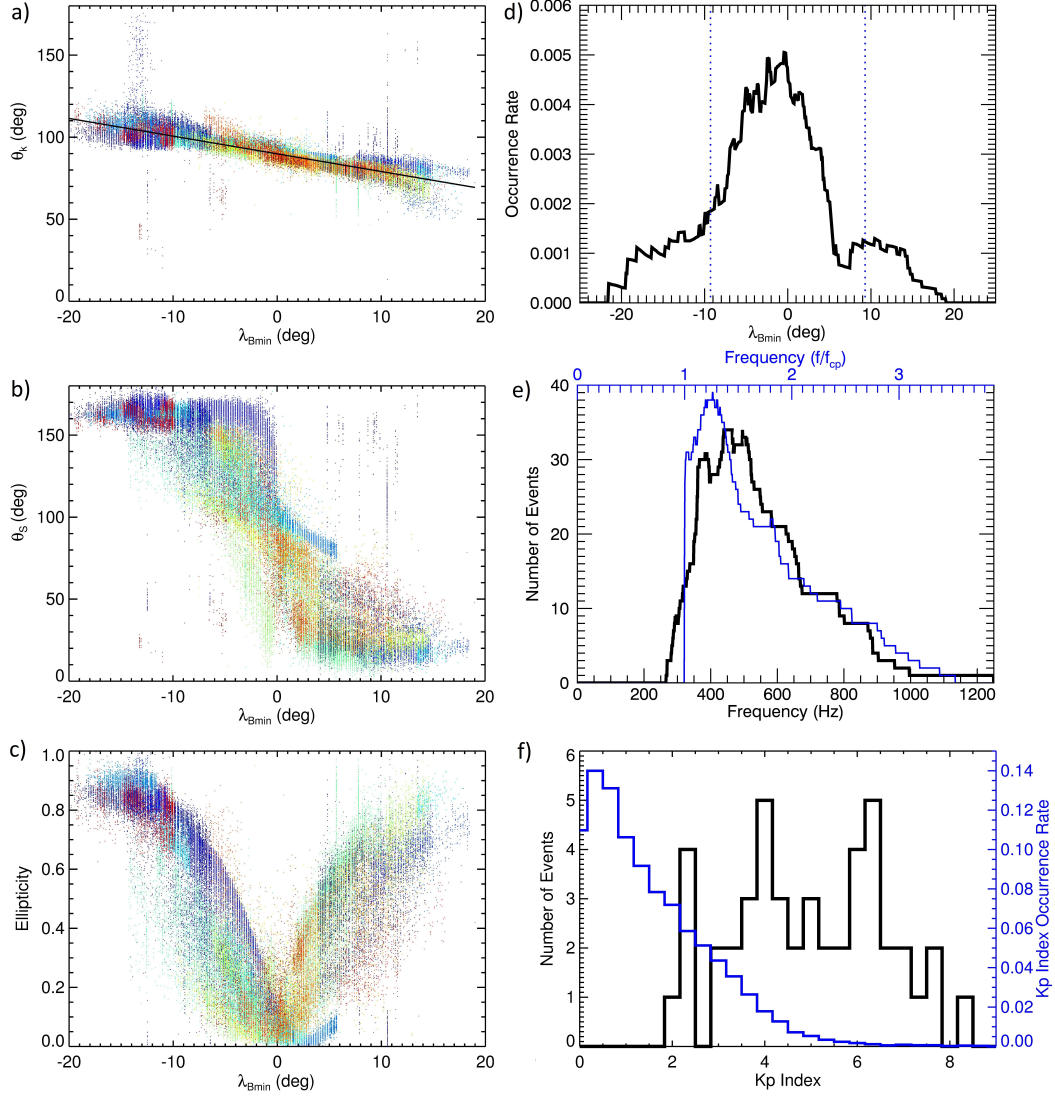 a)
150
100
50
0
θk (deg)
-20 -10 0 10 20
λBmin (deg)
b)
150
100
50
0
θS (deg)
-20 -10 0 10 20
λBmin (deg)
c)
1.0
0.8
0.6
0.4
0.2
0.0
Ellipticity
-20 -10 0 10 20
λBmin (deg)
d)
0.006
0.005
0.004
0.003
0.002
0.001
0.000
Occurrence Rate
-20 -10 0 10 20
λBmin (deg)
Frequency (f/fcp)
0 1 2 3
e)
40
30
20
10
0
Number of Events
200 400 600 800 1000 1200
Frequency (Hz)
f)
6
5
4
3
2
1
0
Number of Events
0.14
0.12
0.10
0.08
0.06
0.04
0.02
0.00
Kp Index Occurrence Rate
0 2 4 6 8
Kp Index